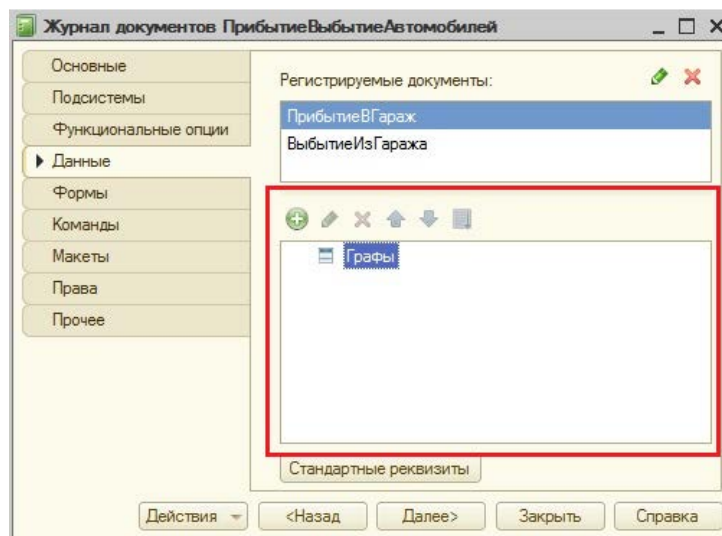 Журнал документов ПрибытиеВыбытиеАвтомобилей
Основные
Подсистемы
Функциональные опции
Данные
Формы
Команды
Макеты
Права
Прочее
Регистрируемые документы:
ПрибытиеВГараж
ВыбытиеИзГаража
Графы
Стандартные реквизиты
Действия
<Назад
Далее>
Закрыть
Справка